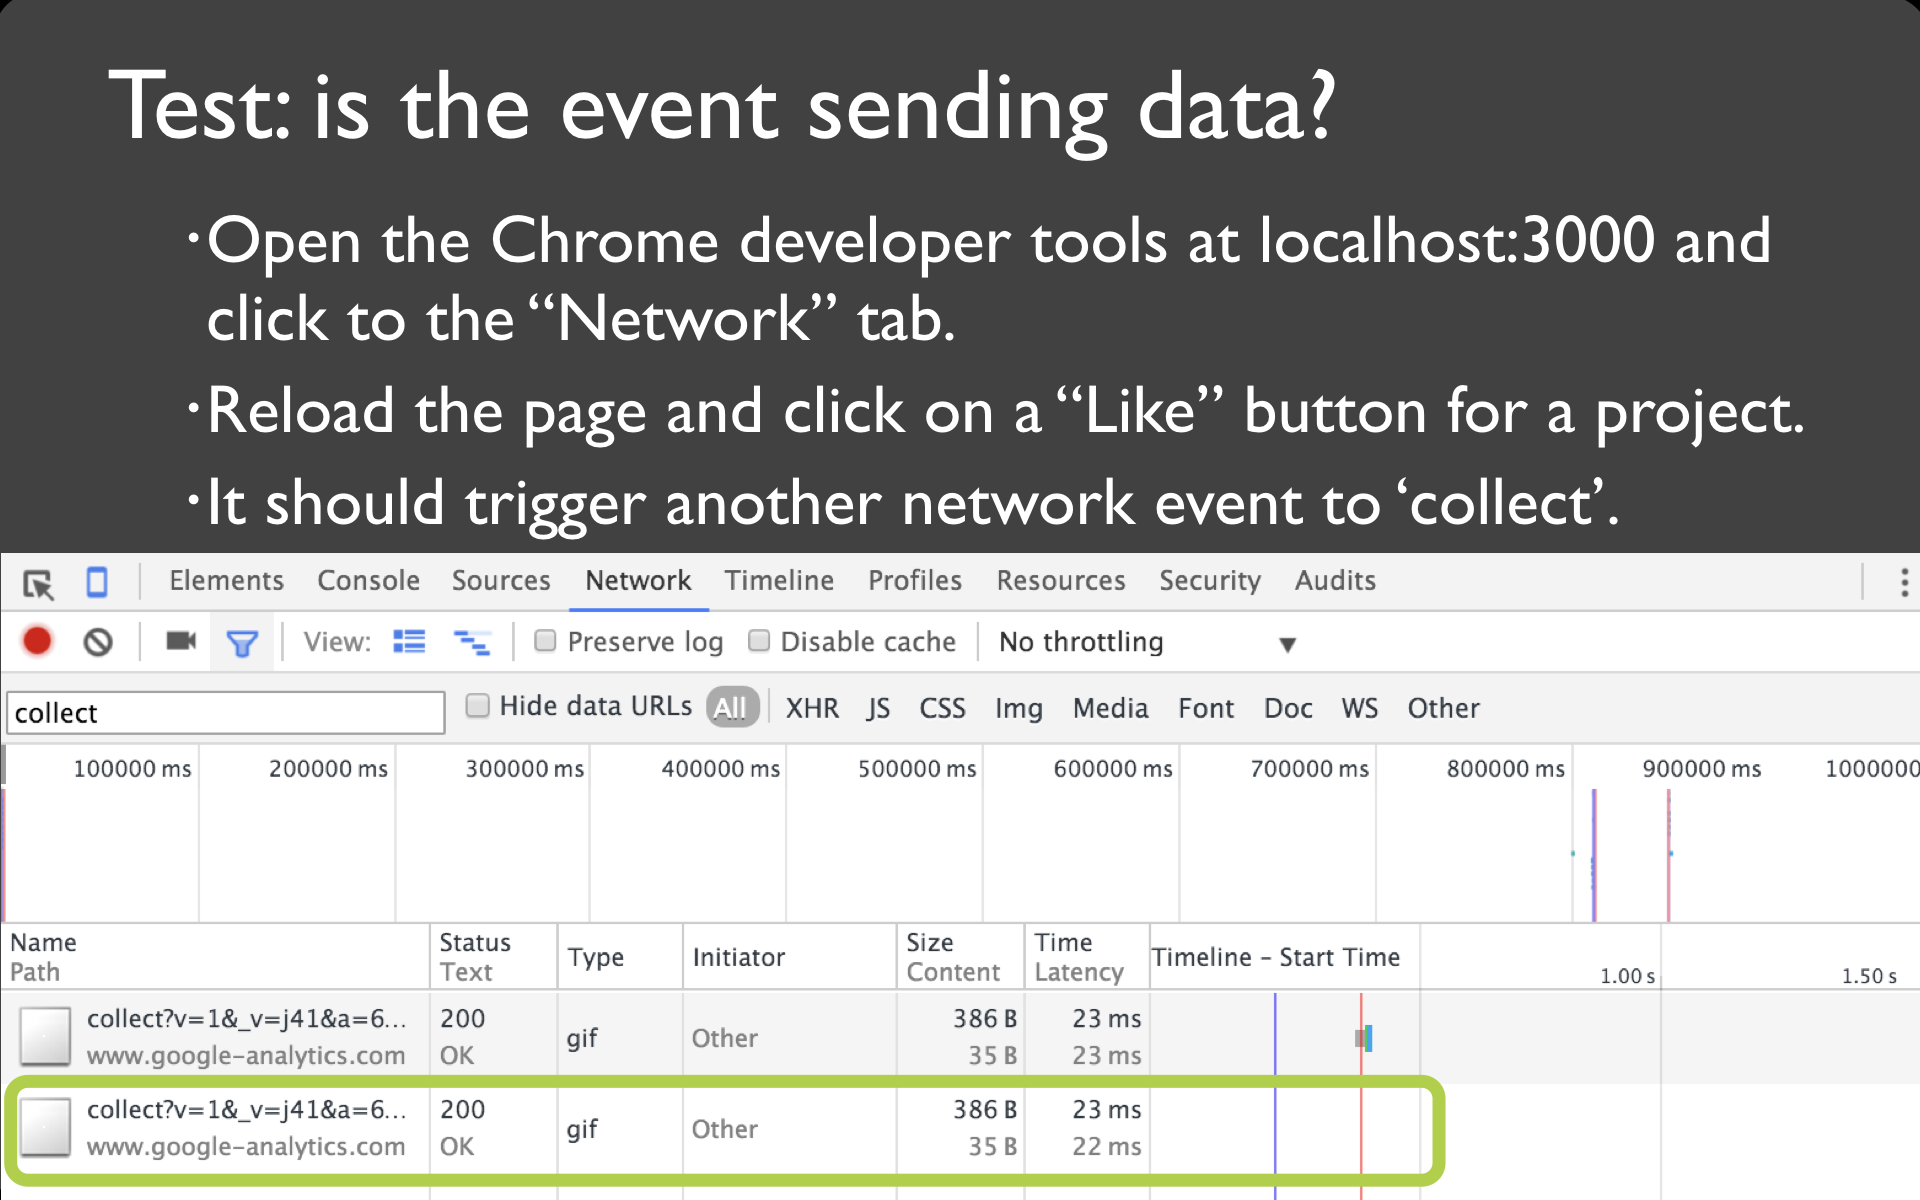 Test: is the event sending data?
·Open the Chrome developer tools at localhost:3000 and
click to the “Network” tab.
·Reload the page and click on a “Like” button for a project.
·It should trigger another network event to ‘collect’.
Elements Console Sources Network Timeline Profiles Resources Security Audits
View: Preserve log Disable cache No throttling
collect Hide data URLs All XHR JS CSS Img Media Font Doc WS Other
100000 ms 200000 ms 300000 ms 400000 ms 500000 ms 600000 ms 700000 ms 800000 ms 900000 ms 1000000
Name Status Type Initiator Size Time Timeline – Start Time
Path Text Content Latency 1.00 s 1.50 s
collect?v=1&_v=j41&a=6... 200 gif Other 386 B 23 ms
www.google-analytics.com OK 35 B 23 ms
collect?v=1&_v=j41&a=6... 200 gif Other 386 B 23 ms
www.google-analytics.com OK 35 B 22 ms